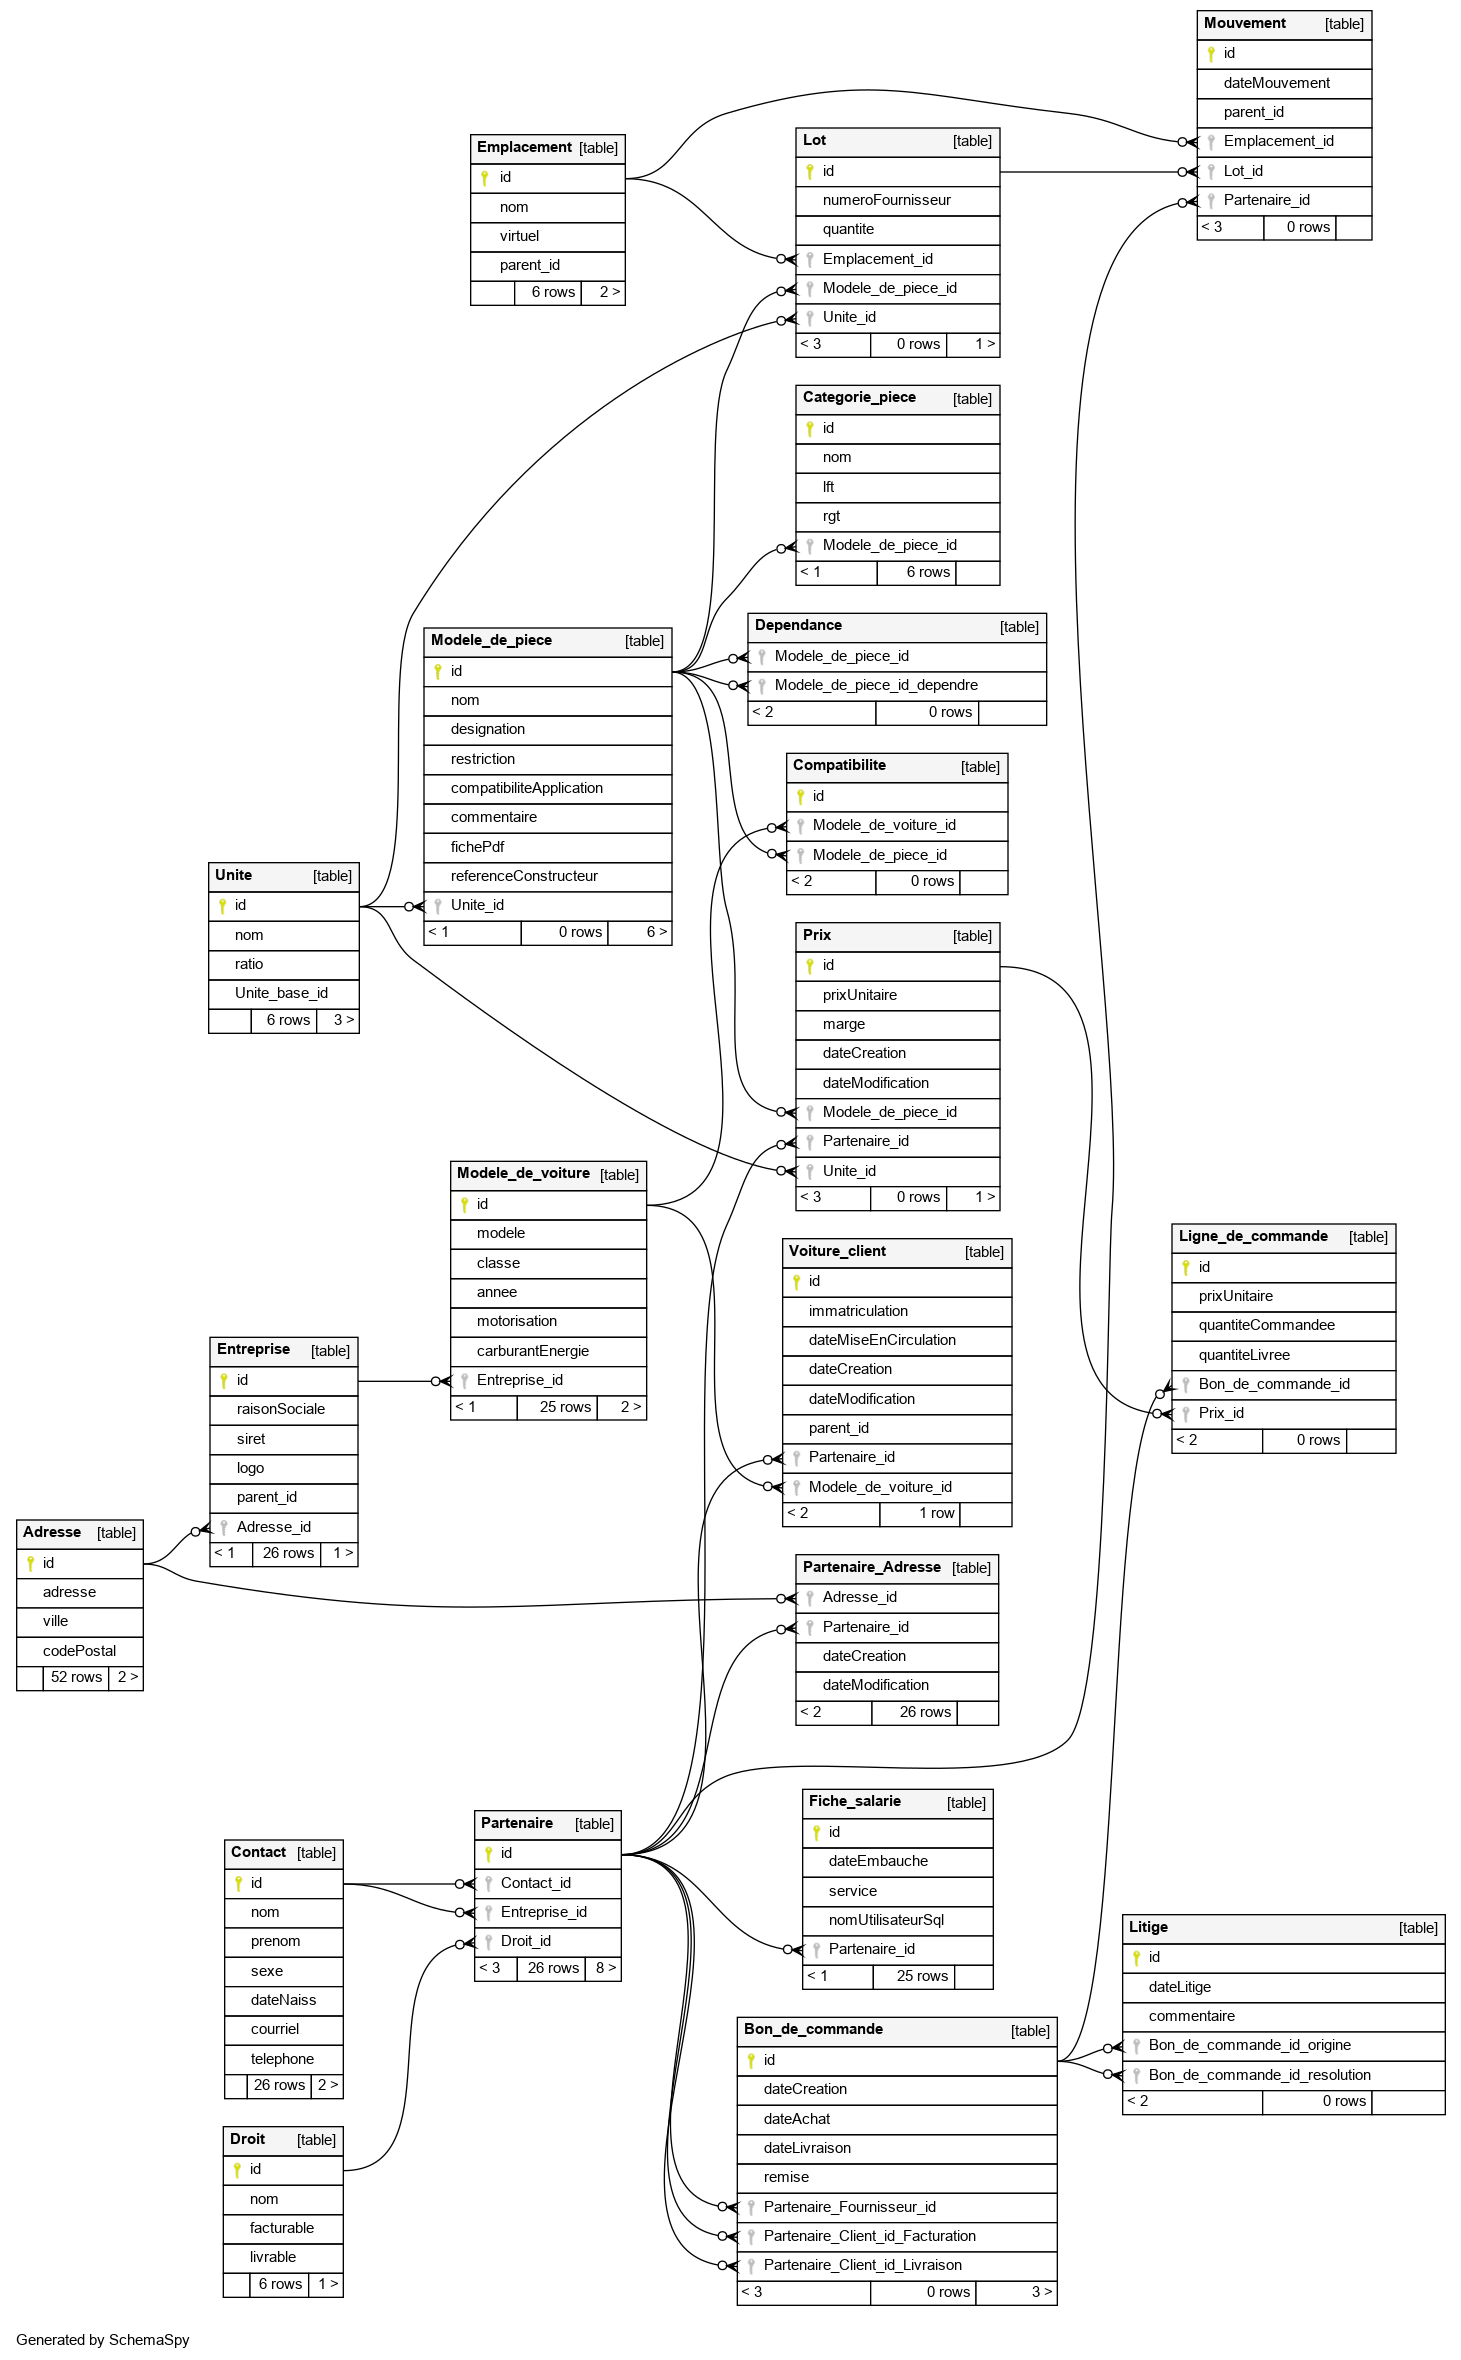 Mouvement [table]
id
dateMouvement
parent_id
Emplacement_id
Lot_id
Partenaire_id
< 3 0 rows
Emplacement [table]
id
nom
virtuel
parent_id
6 rows 2 >
Lot [table]
id
numeroFournisseur
quantite
Emplacement_id
Modele_de_piece_id
Unite_id
< 3 0 rows 1 >
Categorie_piece [table]
id
nom
lft
rgt
Modele_de_piece_id
< 1 6 rows
Dependance [table]
Modele_de_piece_id
Modele_de_piece_id_dependre
< 2 0 rows
Modele_de_piece [table]
id
nom
designation
restriction
compatibiliteApplication
commentaire
fichePdf
referenceConstructeur
Unite_id
< 1 0 rows 6 >
Compatibilite [table]
id
Modele_de_voiture_id
Modele_de_piece_id
< 2 0 rows
Unite [table]
id
nom
ratio
Unite_base_id
6 rows 3 >
Prix [table]
id
prixUnitaire
marge
dateCreation
dateModification
Modele_de_piece_id
Partenaire_id
Unite_id
< 3 0 rows 1 >
Modele_de_voiture [table]
id
modele
classe
annee
motorisation
carburantEnergie
Entreprise_id
< 1 25 rows 2 >
Voiture_client [table]
id
immatriculation
dateMiseEnCirculation
dateCreation
dateModification
parent_id
Partenaire_id
Modele_de_voiture_id
< 2 1 row
Ligne_de_commande [table]
id
prixUnitaire
quantiteCommandee
quantiteLivree
Bon_de_commande_id
Prix_id
< 2 0 rows
Entreprise [table]
id
raisonSociale
siret
logo
parent_id
Adresse_id
< 1 26 rows 1 >
Adresse [table]
id
adresse
ville
codePostal
52 rows 2 >
Partenaire_Adresse [table]
Adresse_id
Partenaire_id
dateCreation
dateModification
< 2 26 rows
Fiche_salarie [table]
id
dateEmbauche
service
nomUtilisateurSql
Partenaire_id
< 1 25 rows
Partenaire [table]
id
Contact_id
Entreprise_id
Droit_id
< 3 26 rows 8 >
Contact [table]
id
nom
prenom
sexe
dateNaiss
courriel
telephone
26 rows 2 >
Litige [table]
id
dateLitige
commentaire
Bon_de_commande_id_origine
Bon_de_commande_id_resolution
< 2 0 rows
Bon_de_commande [table]
id
dateCreation
dateAchat
dateLivraison
remise
Partenaire_Fournisseur_id
Partenaire_Client_id_Facturation
Partenaire_Client_id_Livraison
< 3 0 rows 3 >
Droit [table]
id
nom
facturable
livrable
6 rows 1 >
Generated by SchemaSpy